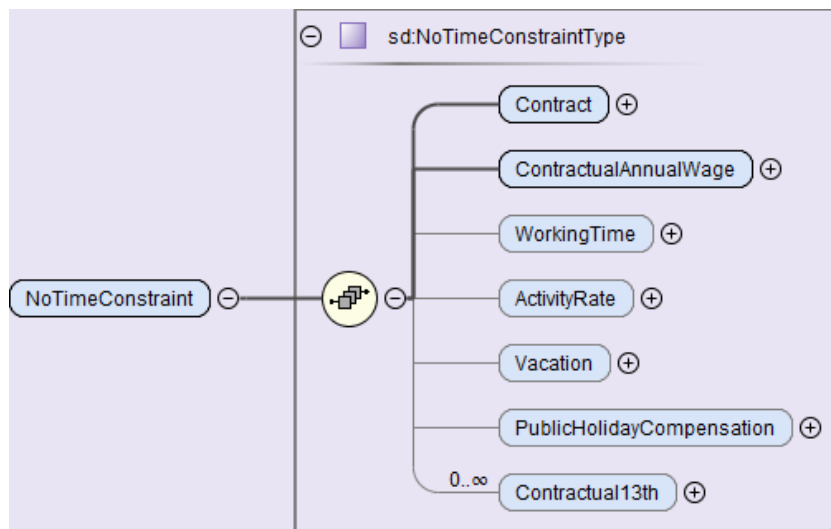 sd:NoTimeConstraintType
Contract
ContractualAnnualWage
WorkingTime
NoTimeConstraint
ActivityRate
Vacation
PublicHolidayCompensation
0..∞
Contractual13th